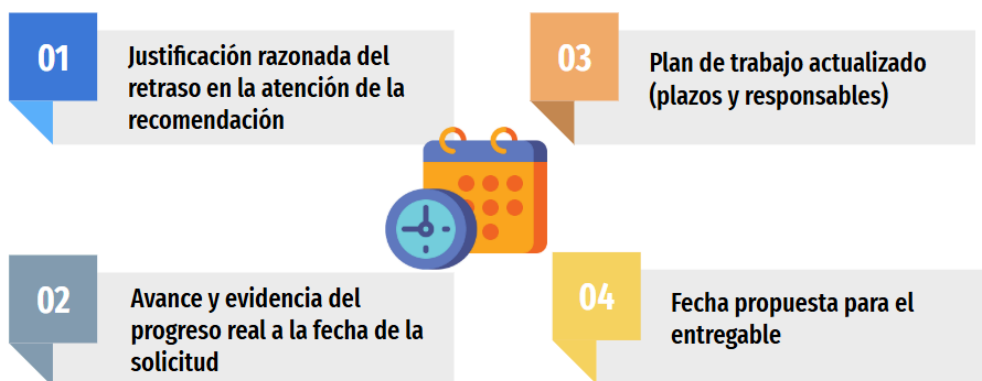 01
Justificación razonada del
retraso en la atención de la
recomendación
02
Avance y evidencia del
progreso real a la fecha de la
solicitud
03
Plan de trabajo actualizado
(plazos y responsables)
04
Fecha propuesta para el
entregable